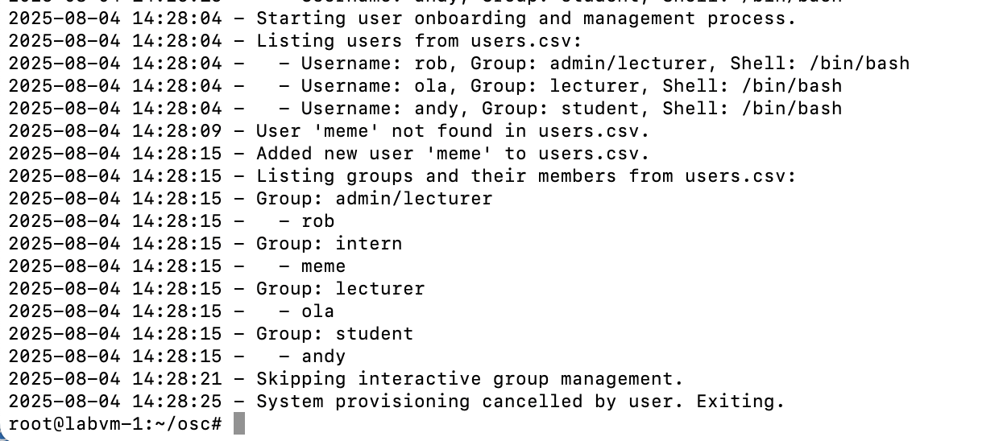 2025-08-04 14:28:04 - Starting user onboarding and management process.
2025-08-04 14:28:04 - Listing users from users.csv:
2025-08-04 14:28:04 -   - Username: rob, Group: admin/lecturer, Shell: /bin/bash
2025-08-04 14:28:04 -   - Username: ola, Group: lecturer, Shell: /bin/bash
2025-08-04 14:28:04 -   - Username: andy, Group: student, Shell: /bin/bash
2025-08-04 14:28:09 - User 'meme' not found in users.csv.
2025-08-04 14:28:15 - Added new user 'meme' to users.csv.
2025-08-04 14:28:15 - Listing groups and their members from users.csv:
2025-08-04 14:28:15 - Group: admin/lecturer
2025-08-04 14:28:15 -   - rob
2025-08-04 14:28:15 - Group: intern
2025-08-04 14:28:15 -   - meme
2025-08-04 14:28:15 - Group: lecturer
2025-08-04 14:28:15 -   - ola
2025-08-04 14:28:15 - Group: student
2025-08-04 14:28:15 -   - andy
2025-08-04 14:28:21 - Skipping interactive group management.
2025-08-04 14:28:25 - System provisioning cancelled by user. Exiting.
root@labvm-1:~/osc#